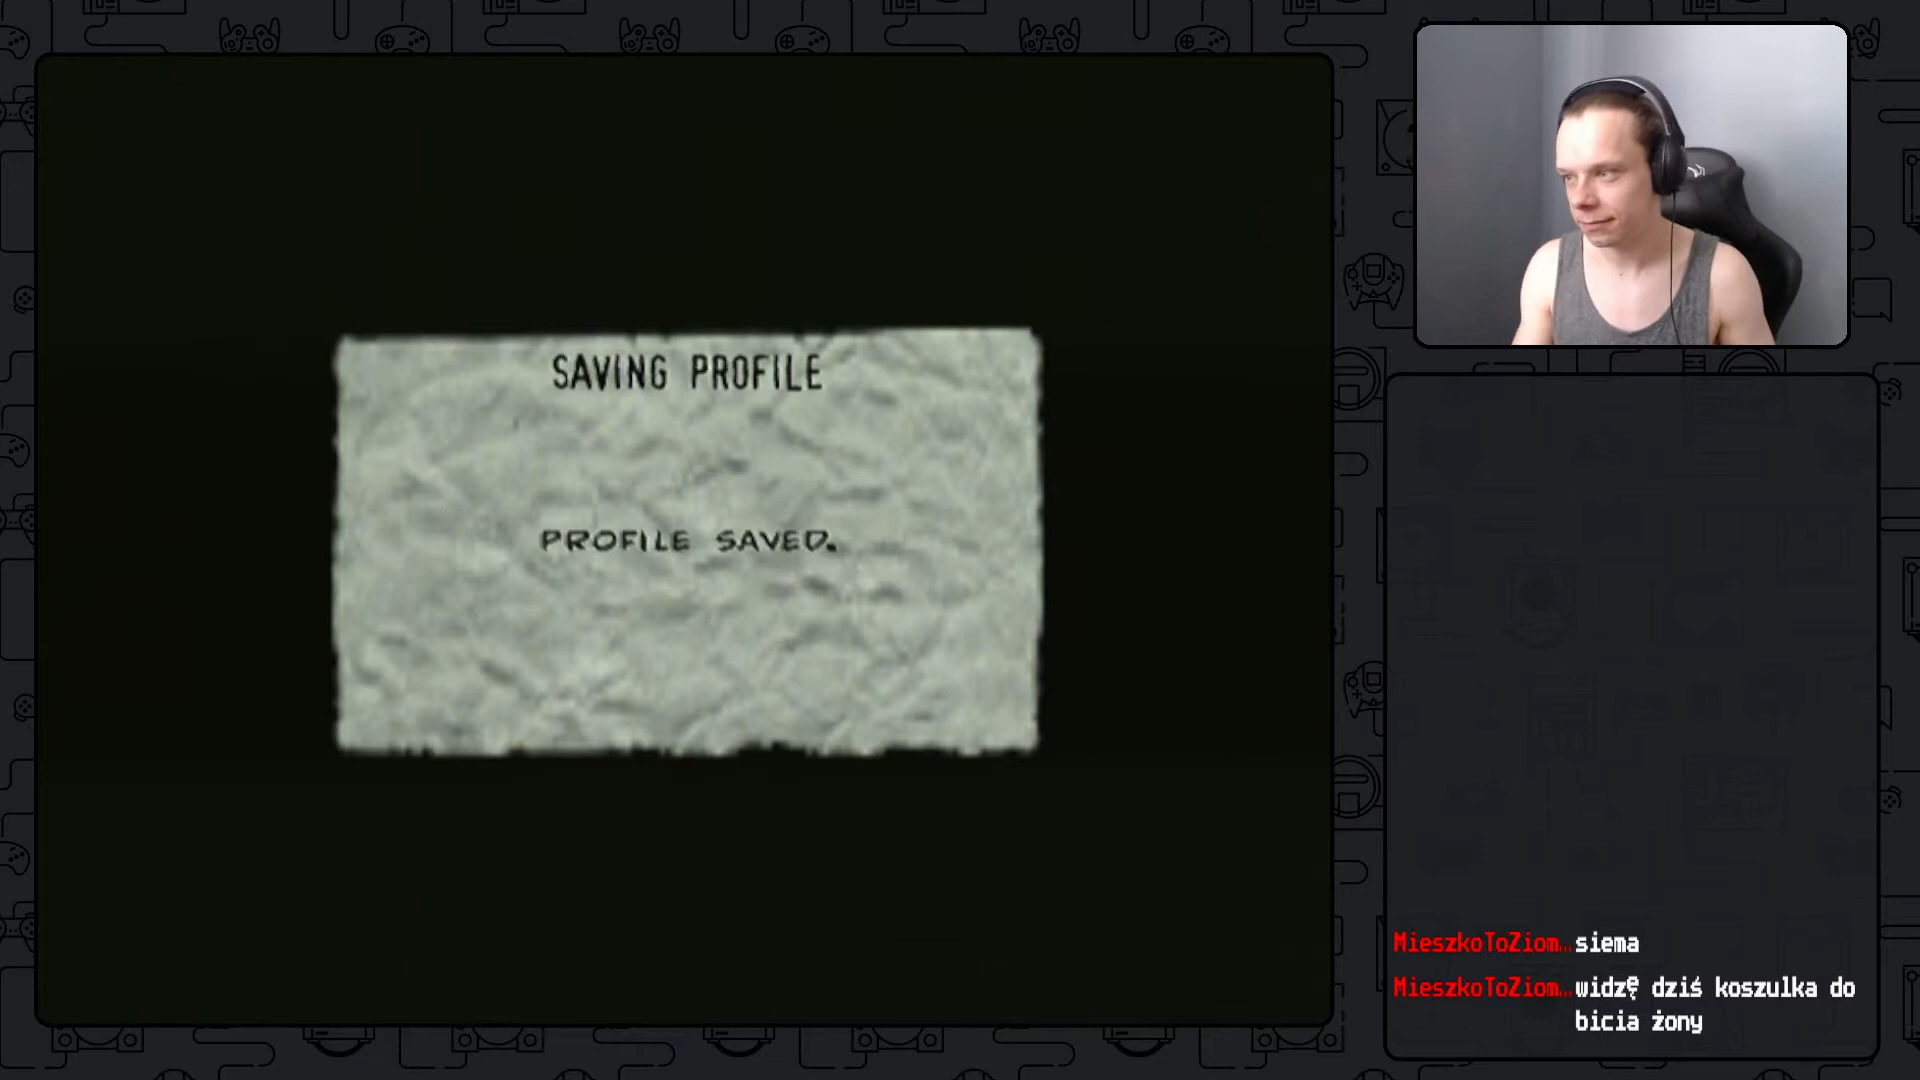 SAVING PROFILE
PROFILE SAVED.
MieszkoToZiom… siema
MieszkoToZiom… widzę dziś koszulka do
bicia żony